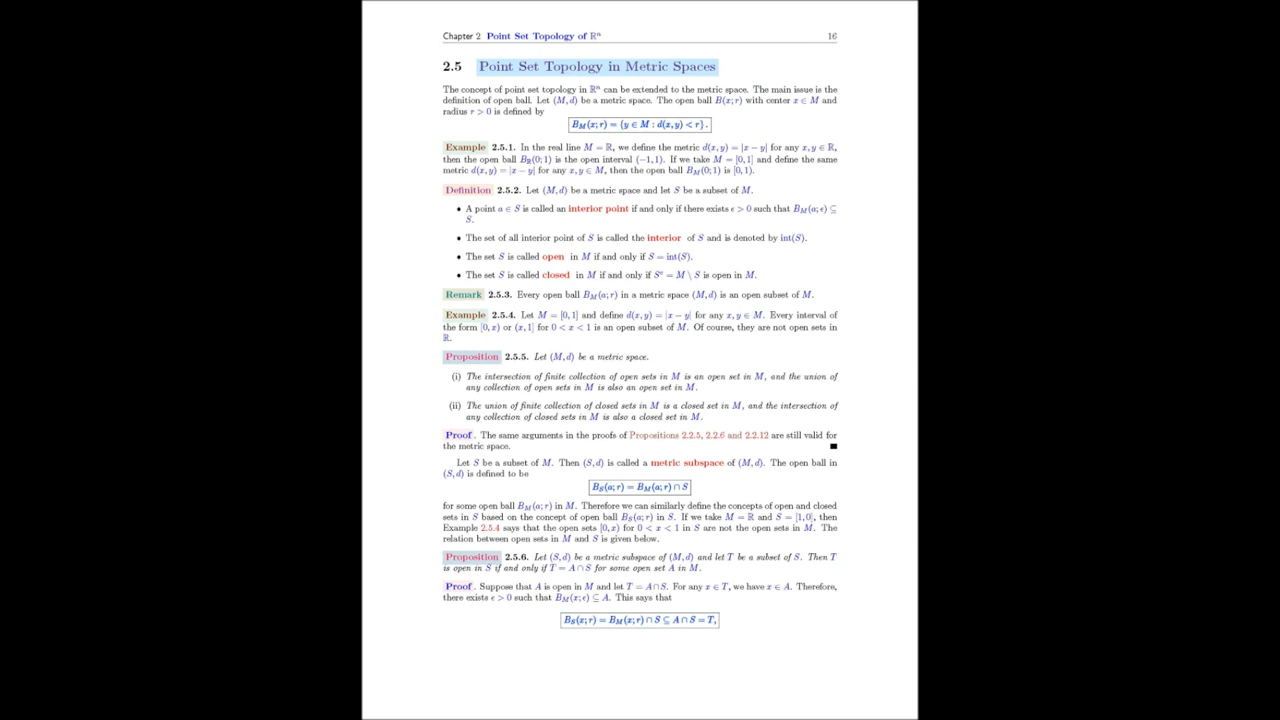 Chapter 2 Point Set Topology of ℝⁿ 16
2.5 Point Set Topology in Metric Spaces
The concept of point set topology in ℝⁿ can be extended to the metric space. The main issue is the
definition of open ball. Let (M, d) be a metric space. The open ball B(x; r) with center x ∈ M and
radius r > 0 is defined by
B_M(x; r) = {y ∈ M : d(x, y) < r}.
Example 2.5.1. In the real line M = ℝ, we define the metric d(x, y) = |x − y| for any x, y ∈ ℝ,
then the open ball B_ℝ(0; 1) is the open interval (−1, 1). If we take M = [0, 1] and define the same
metric d(x, y) = |x − y| for any x, y ∈ M, then the open ball B_M(0; 1) is [0, 1).
Definition 2.5.2. Let (M, d) be a metric space and let S be a subset of M.
• A point a ∈ S is called an interior point if and only if there exists ϵ > 0 such that B_M(a; ϵ) ⊆
S.
• The set of all interior point of S is called the interior of S and is denoted by int(S).
• The set S is called open in M if and only if S = int(S).
• The set S is called closed in M if and only if Sᶜ = M \ S is open in M.
Remark 2.5.3. Every open ball B_M(a; r) in a metric space (M, d) is an open subset of M.
Example 2.5.4. Let M = [0, 1] and define d(x, y) = |x − y| for any x, y ∈ M. Every interval of
the form [0, x) or (x, 1] for 0 < x < 1 is an open subset of M. Of course, they are not open sets in
ℝ.
Proposition 2.5.5. Let (M, d) be a metric space.
(i) The intersection of finite collection of open sets in M is an open set in M, and the union of
any collection of open sets in M is also an open set in M.
(ii) The union of finite collection of closed sets in M is a closed set in M, and the intersection of
any collection of closed sets in M is also a closed set in M.
Proof. The same arguments in the proofs of Propositions 2.2.5, 2.2.6 and 2.2.12 are still valid for
the metric space. ■
Let S be a subset of M. Then (S, d) is called a metric subspace of (M, d). The open ball in
(S, d) is defined to be
B_S(a; r) = B_M(a; r) ∩ S
for some open ball B_M(a; r) in M. Therefore we can similarly define the concepts of open and closed
sets in S based on the concept of open ball B_S(a; r) in S. If we take M = ℝ and S = [1, 0], then
Example 2.5.4 says that the open sets [0, x) for 0 < x < 1 in S are not the open sets in M. The
relation between open sets in M and S is given below.
Proposition 2.5.6. Let (S, d) be a metric subspace of (M, d) and let T be a subset of S. Then T
is open in S if and only if T = A ∩ S for some open set A in M.
Proof. Suppose that A is open in M and let T = A ∩ S. For any x ∈ T, we have x ∈ A. Therefore,
there exists ϵ > 0 such that B_M(x; ϵ) ⊆ A. This says that
B_S(x; r) = B_M(x; r) ∩ S ⊆ A ∩ S = T,